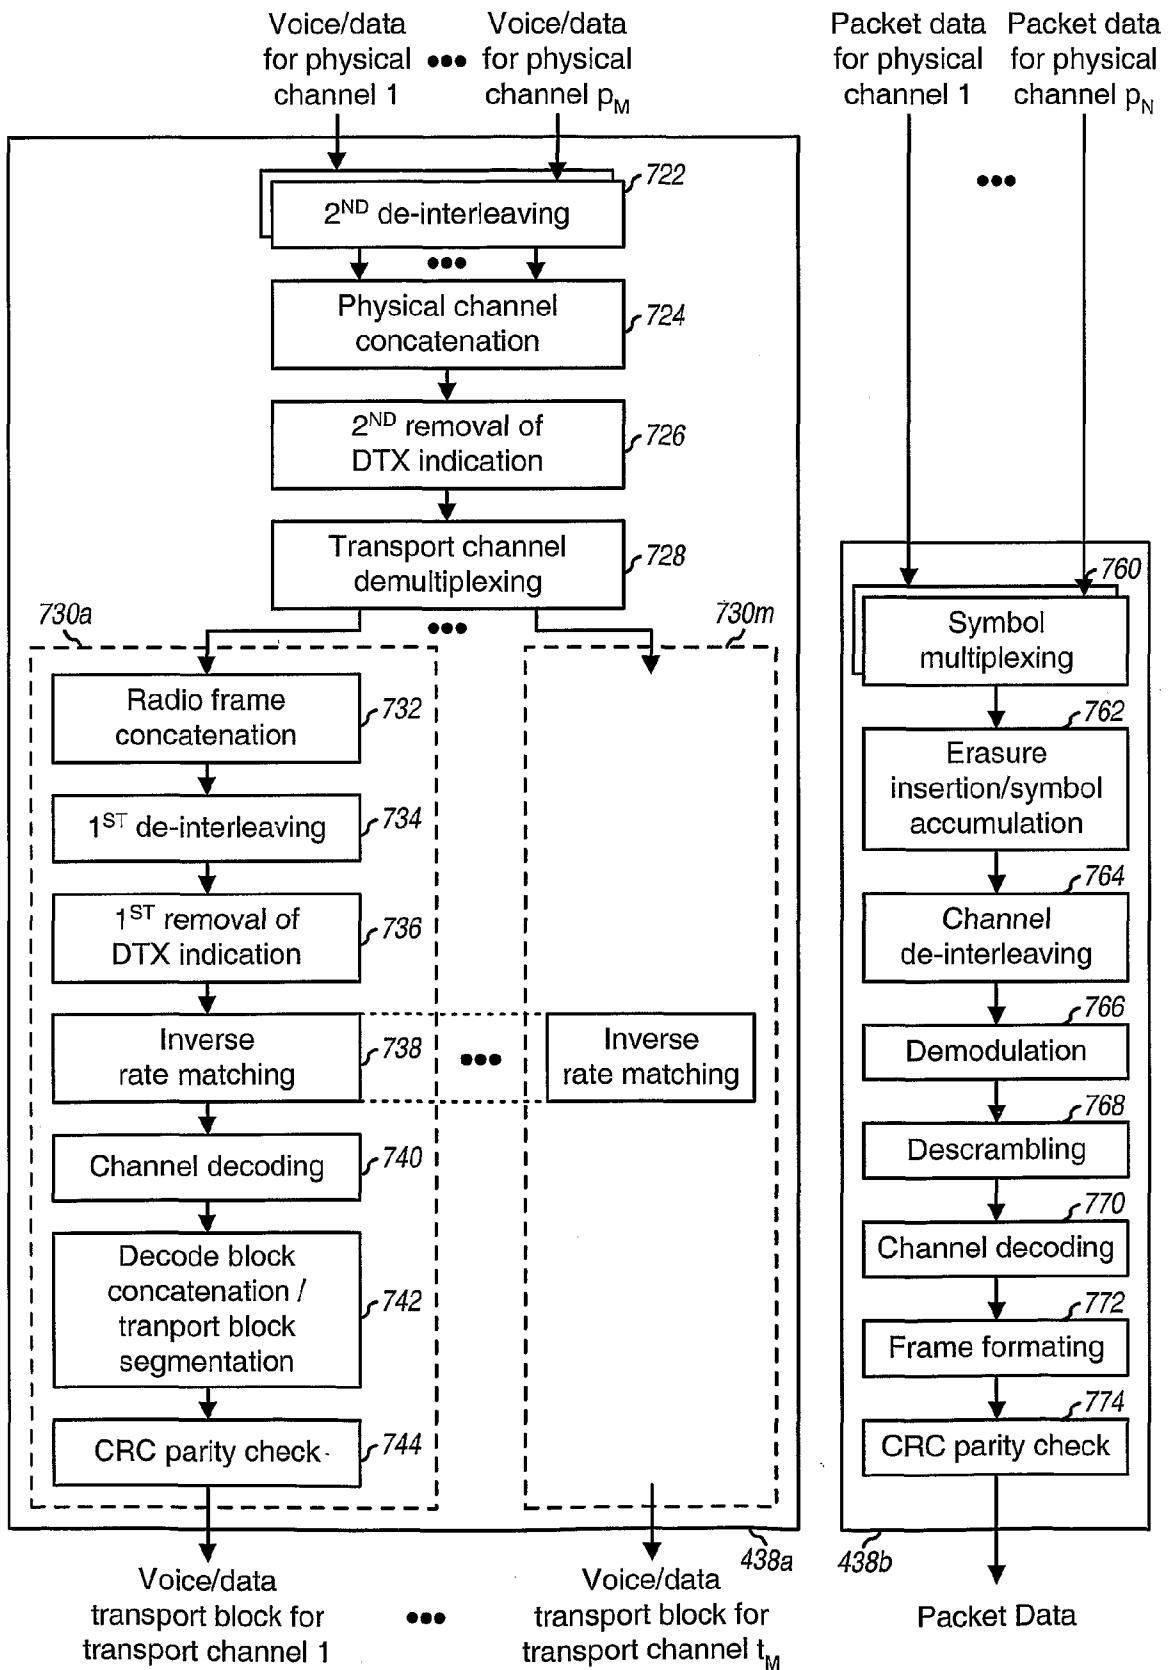 Voice/data
for physical
channel 1
Voice/data
for physical
channel pM
Packet data
for physical
channel 1
Packet data
for physical
channel pN
722
2ND de-interleaving
Physical channel
concatenation
724
2ND removal of
DTX indication
726
Transport channel
demultiplexing
728
730a
730m
Radio frame
concatenation
732
1ST de-interleaving
734
1ST removal of
DTX indication
736
Inverse
rate matching
738
Inverse
rate matching
Channel decoding
740
Decode block
concatenation /
tranport block
segmentation
742
CRC parity check
744
438a
Voice/data
transport block for
transport channel 1
Voice/data
transport block for
transport channel tM
760
Symbol
multiplexing
762
Erasure
insertion/symbol
accumulation
764
Channel
de-interleaving
766
Demodulation
768
Descrambling
770
Channel decoding
772
Frame formating
774
CRC parity check
438b
Packet Data